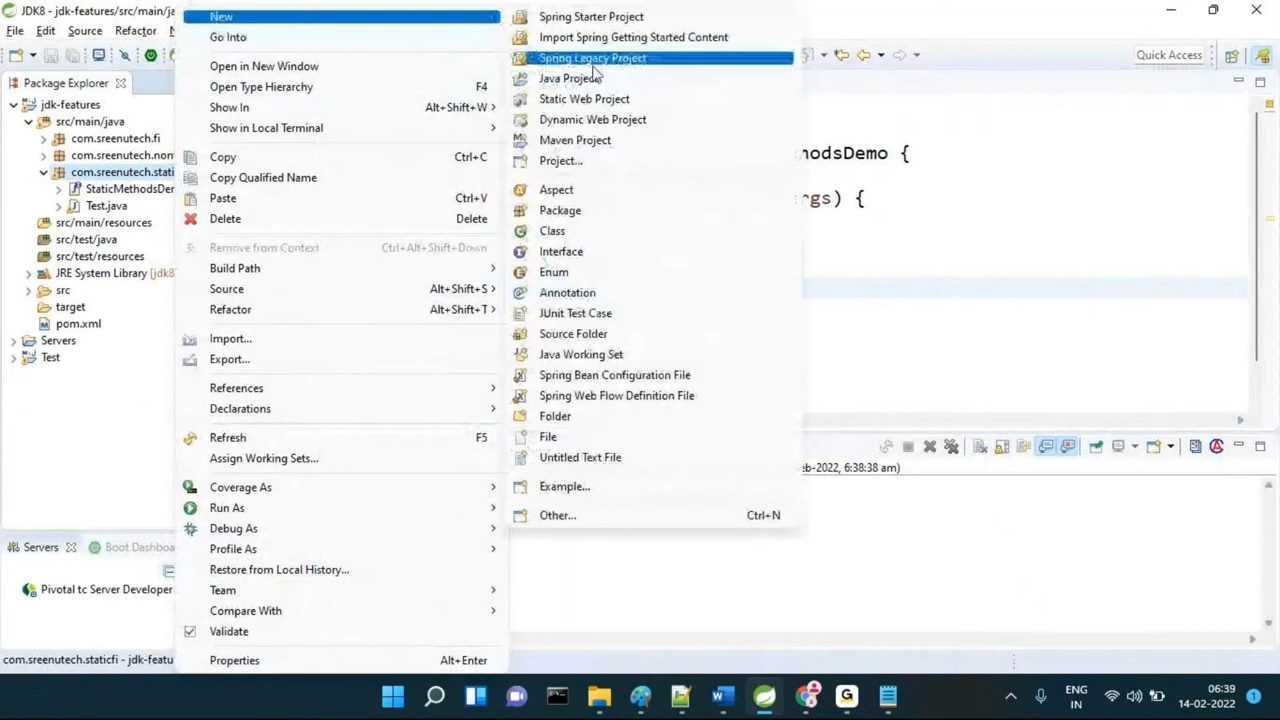 JDK8 - jdk-features/src/main/ja
File
Edit
Source
Refactor
Quick Access
Package Explorer
jdk-features
src/main/java
com.sreenutech.fi
com.sreenutech.non
com.sreenutech.stati
StaticMethodsDer
Test.java
src/main/resources
src/test/java
src/test/resources
JRE System Library [jdk8
src
target
pom.xml
Servers
Test
New
Go Into
Open in New Window
Open Type Hierarchy F4
Show In Alt+Shift+W
Show in Local Terminal
Copy Ctrl+C
Copy Qualified Name
Paste Ctrl+V
Delete Delete
Remove from Context Ctrl+Alt+Shift+Down
Build Path
Source Alt+Shift+S
Refactor Alt+Shift+T
Import...
Export...
References
Declarations
Refresh F5
Assign Working Sets...
Coverage As
Run As
Debug As
Profile As
Restore from Local History...
Team
Compare With
Validate
Properties Alt+Enter
Spring Starter Project
Import Spring Getting Started Content
Spring Legacy Project
Java Project
Static Web Project
Dynamic Web Project
Maven Project
Project...
Aspect
Package
Class
Interface
Enum
Annotation
JUnit Test Case
Source Folder
Java Working Set
Spring Bean Configuration File
Spring Web Flow Definition File
Folder
File
Untitled Text File
Example...
Other... Ctrl+N
hodsDemo {
rgs) {
eb-2022, 6:38:38 am)
Servers
Boot Dashboa
Pivotal tc Server Developer
com.sreenutech.staticfi - jdk-featu
ENG
IN
06:39
14-02-2022
1